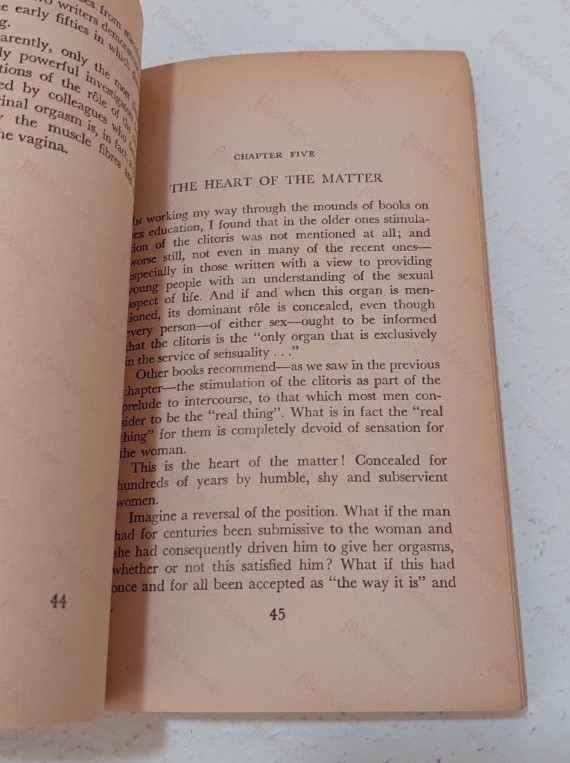 from
writers
early fifties in which
parently, only the most
powerful investigation
tions of the rôle of the
ed by colleagues who
inal orgasm is, in fact
the muscle fibres
he vagina.
44
CHAPTER FIVE
THE HEART OF THE MATTER
In working my way through the mounds of books on
sex education, I found that in the older ones stimula-
tion of the clitoris was not mentioned at all; and
worse still, not even in many of the recent ones—
especially in those written with a view to providing
young people with an understanding of the sexual
aspect of life. And if and when this organ is men-
tioned, its dominant rôle is concealed, even though
every person—of either sex—ought to be informed
that the clitoris is the "only organ that is exclusively
in the service of sensuality . . ."
Other books recommend—as we saw in the previous
chapter—the stimulation of the clitoris as part of the
prelude to intercourse, to that which most men con-
sider to be the "real thing". What is in fact the "real
thing" for them is completely devoid of sensation for
the woman.
This is the heart of the matter! Concealed for
hundreds of years by humble, shy and subservient
women.
Imagine a reversal of the position. What if the man
had for centuries been submissive to the woman and
she had consequently driven him to give her orgasms,
whether or not this satisfied him? What if this had
once and for all been accepted as "the way it is" and
45